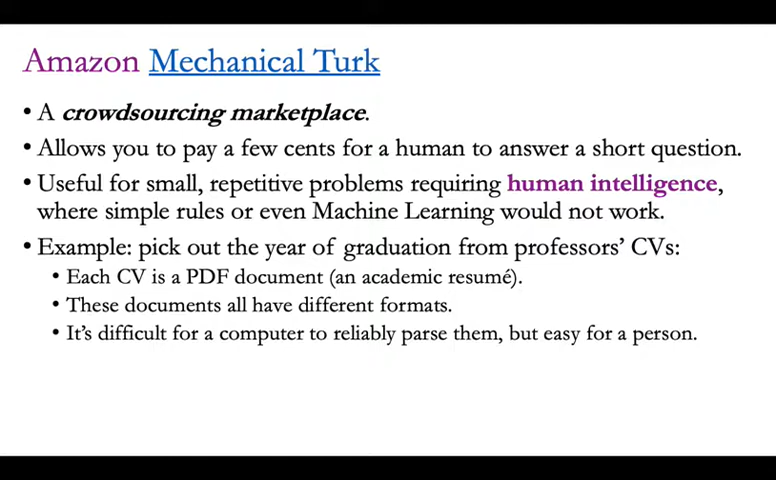 Amazon Mechanical Turk
• A crowdsourcing marketplace.
• Allows you to pay a few cents for a human to answer a short question.
• Useful for small, repetitive problems requiring human intelligence,
where simple rules or even Machine Learning would not work.
• Example: pick out the year of graduation from professors’ CVs:
• Each CV is a PDF document (an academic resumé).
• These documents all have different formats.
• It’s difficult for a computer to reliably parse them, but easy for a person.